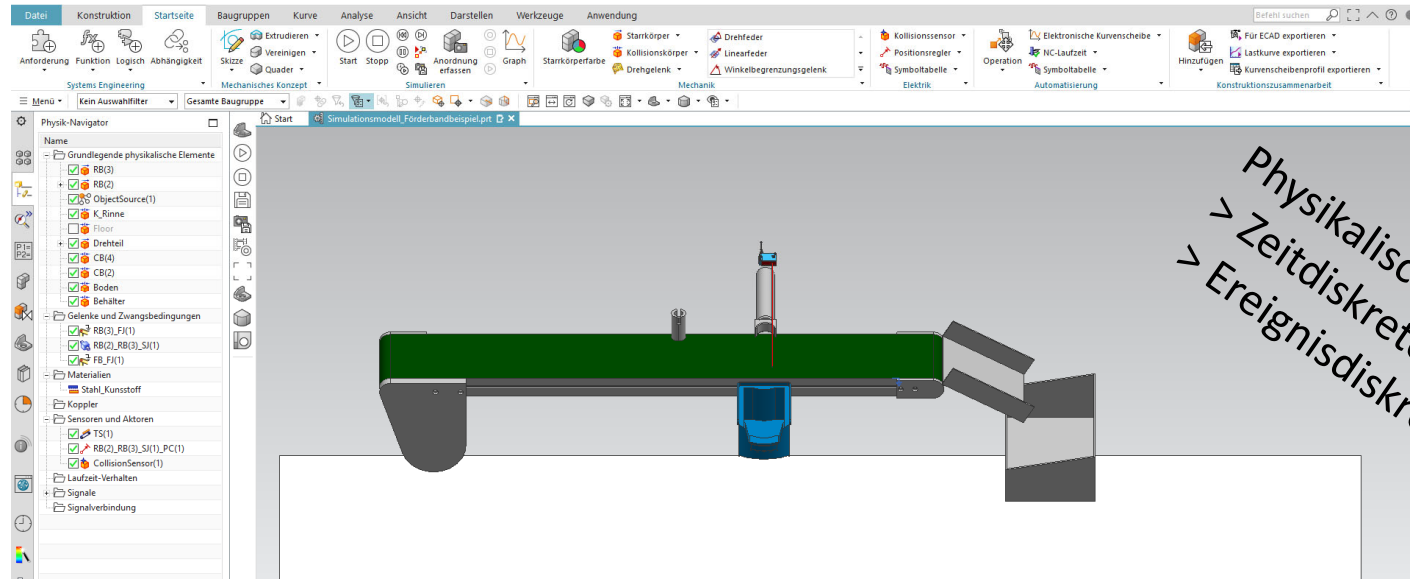 Datei Konstruktion Startseite Baugruppen Kurve Analyse Ansicht Darstellen Werkzeuge Anwendung Befehl suchen
Anforderung Funktion Logisch Abhängigkeit
Systems Engineering
Skizze Extrudieren
Vereinigen
Quader
Mechanisches Konzept
Start Stopp Anordnung erfassen Graph
Simulieren
Starrkörperfarbe Starrkörper
Kollisionskörper
Drehgelenk
Drehfeder
Linearfeder
Winkelbegrenzungsgelenk
Mechanik
Kollisionssensor
Positionsregler
Symboltabelle
Elektrik
Operation Elektronische Kurvenscheibe
NC-Laufzeit
Symboltabelle
Automatisierung
Hinzufügen Für ECAD exportieren
Lastkurve exportieren
Kurvenscheibenprofil exportieren
Konstruktionszusammenarbeit
Menü Kein Auswahlfilter Gesamte Baugruppe
Physik-Navigator
Start Simulationsmodell_Förderbandbeispiel.prt
Name
Grundlegende physikalische Elemente
RB(3)
RB(2)
ObjectSource(1)
K_Rinne
Floor
Drehteil
CB(4)
CB(2)
Boden
Behälter
Gelenke und Zwangsbedingungen
RB(3)_FJ(1)
RB(2)_RB(3)_SJ(1)
FB_FJ(1)
Materialien
Stahl_Kunsstoff
Koppler
Sensoren und Aktoren
TS(1)
RB(2)_RB(3)_SJ(1)_PC(1)
CollisionSensor(1)
Laufzeit-Verhalten
Signale
Signalverbindung
P1=
P2=
Physikalisc
> Zeitdiskrete
> Ereignisdiskre